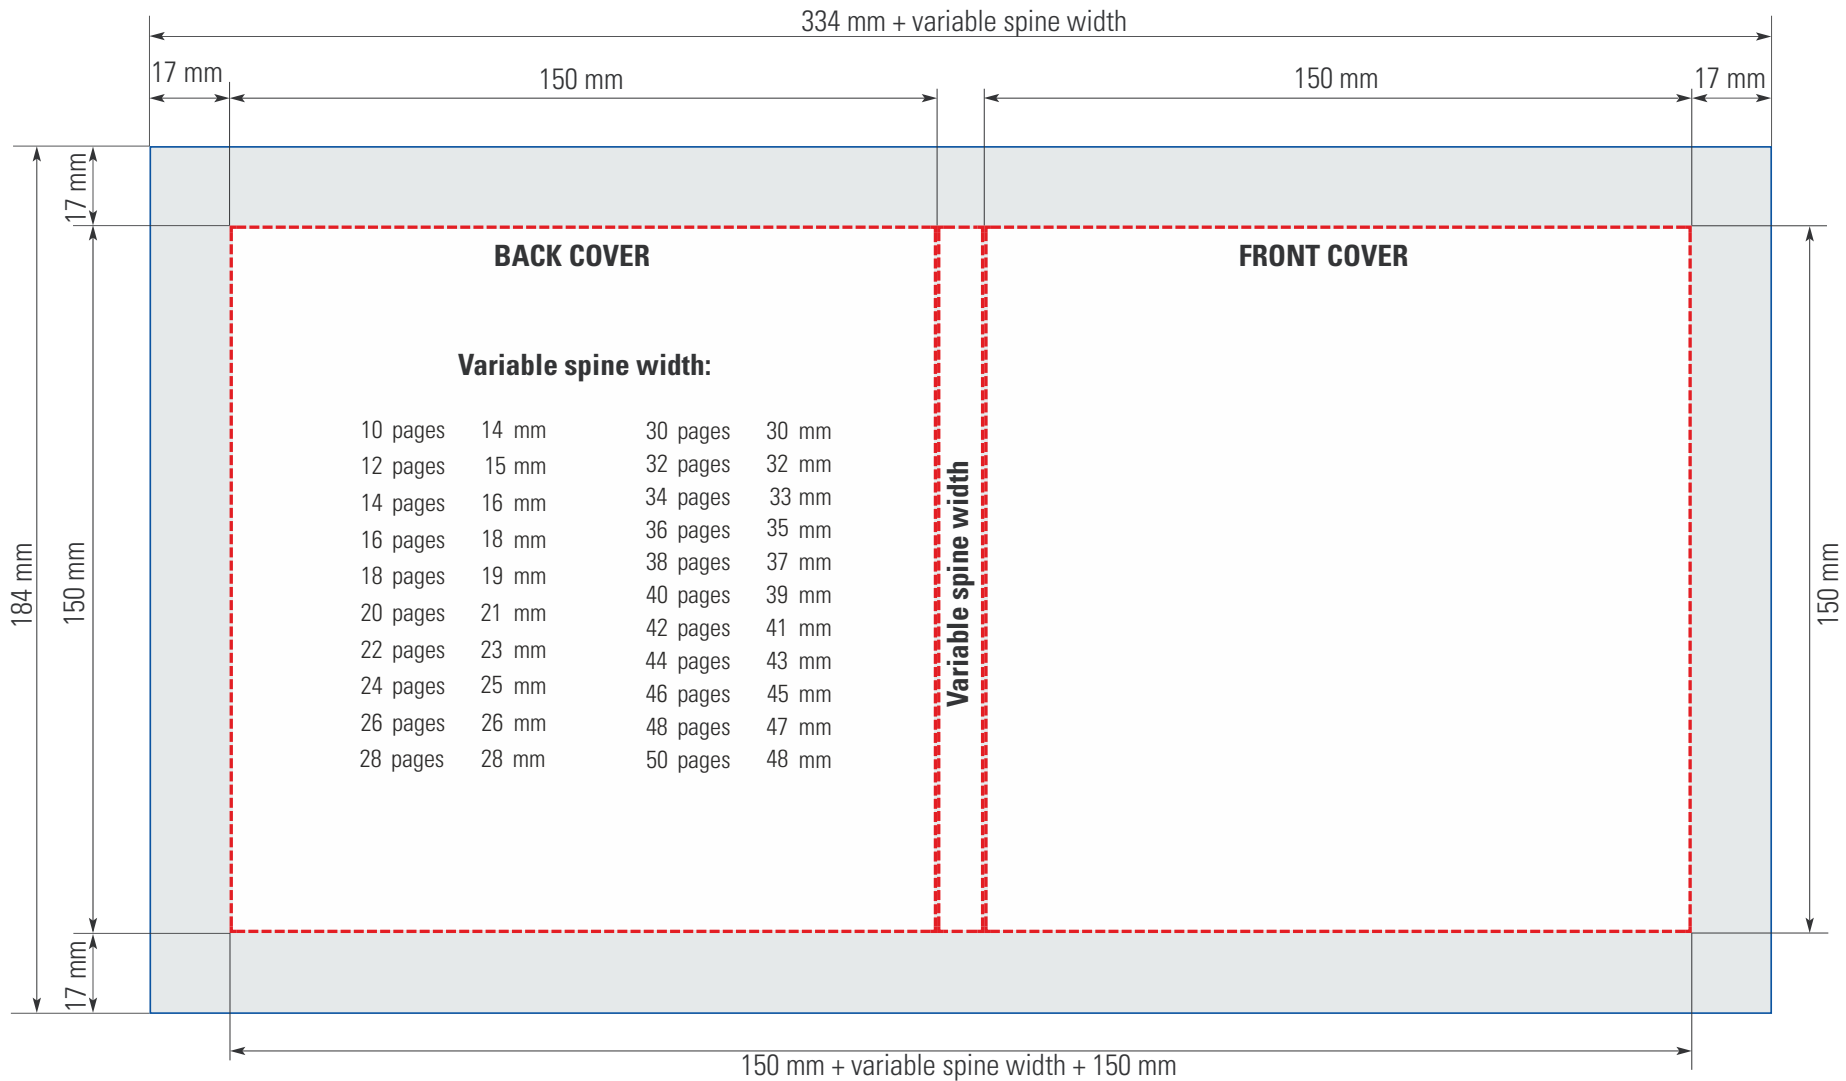 334 mm + variable spine width
17 mm
150 mm
150 mm
17 mm
17 mm
184 mm
150 mm
17 mm
BACK COVER
FRONT COVER
Variable spine width:
10 pages 14 mm
12 pages 15 mm
14 pages 16 mm
16 pages 18 mm
18 pages 19 mm
20 pages 21 mm
22 pages 23 mm
24 pages 25 mm
26 pages 26 mm
28 pages 28 mm
30 pages 30 mm
32 pages 32 mm
34 pages 33 mm
36 pages 35 mm
38 pages 37 mm
40 pages 39 mm
42 pages 41 mm
44 pages 43 mm
46 pages 45 mm
48 pages 47 mm
50 pages 48 mm
Variable spine width
150 mm
150 mm + variable spine width + 150 mm